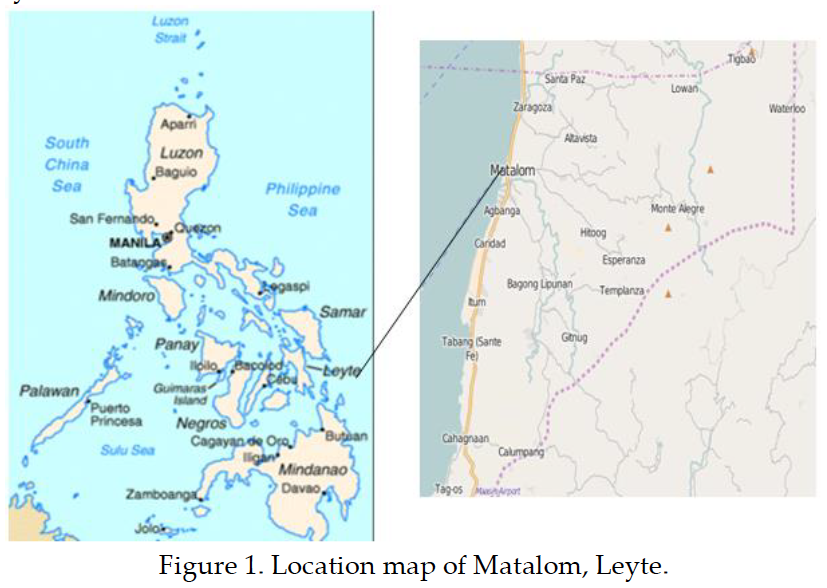 Luzon
Strait
Aparri
Luzon
South
China
Sea
Baguio
Philippine
Sea
San Fernando
Quezon
MANILA
Batangas
Legaspi
Mindoro
Samar
Panay
Iloilo
Bacolod
Leyte
Cebu
Guimaras
Island
Palawan
Puerto
Princesa
Negros
Sulu Sea
Cagayan de Oro
Butuan
Iligan
Mindanao
Zamboanga
Davao
Jolo
Tigbao
Santa Paz
Lowan
Zaragoza
Waterloo
Altavista
Matalom
Agbanga
Monte Alegre
Hitoog
Caridad
Esperanza
Bagong Lipunan
Templanza
Itum
Gitnug
Tabang (Sante
Fe)
Cahagnaan
Calumpang
Tag-os
Maasin Airport
Figure 1. Location map of Matalom, Leyte.